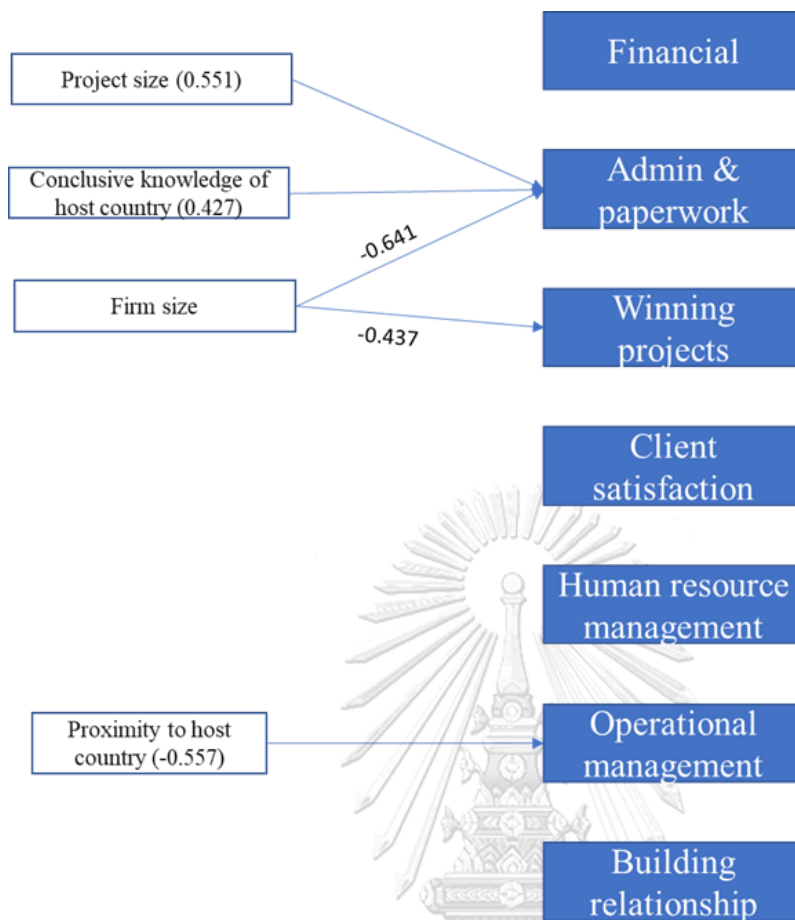 Financial
Project size (0.551)
Conclusive knowledge of
host country (0.427)
Admin &
paperwork
-0.641
Firm size
-0.437
Winning
projects
Client
satisfaction
Human resource
management
Proximity to host
country (-0.557)
Operational
management
Building
relationship